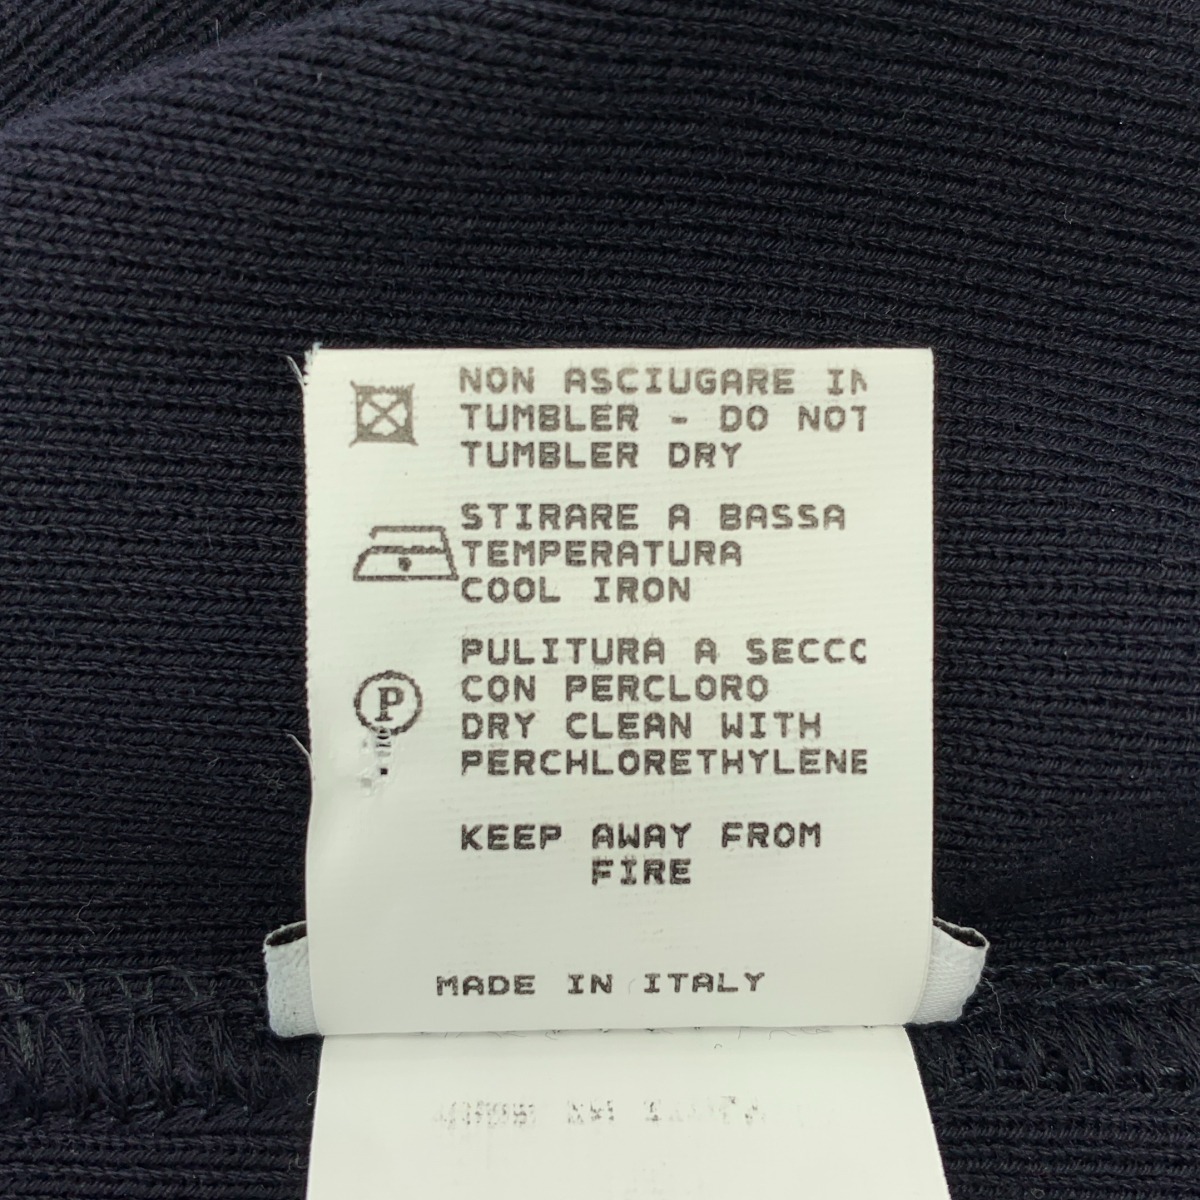 NON ASCIUGARE IN
TUMBLER - DO NOT
TUMBLER DRY
STIRARE A BASSA
TEMPERATURA
COOL IRON
PULITURA A SECCO
CON PERCLORO
P
DRY CLEAN WITH
PERCHLORETHYLENE
KEEP AWAY FROM
FIRE
MADE IN ITALY